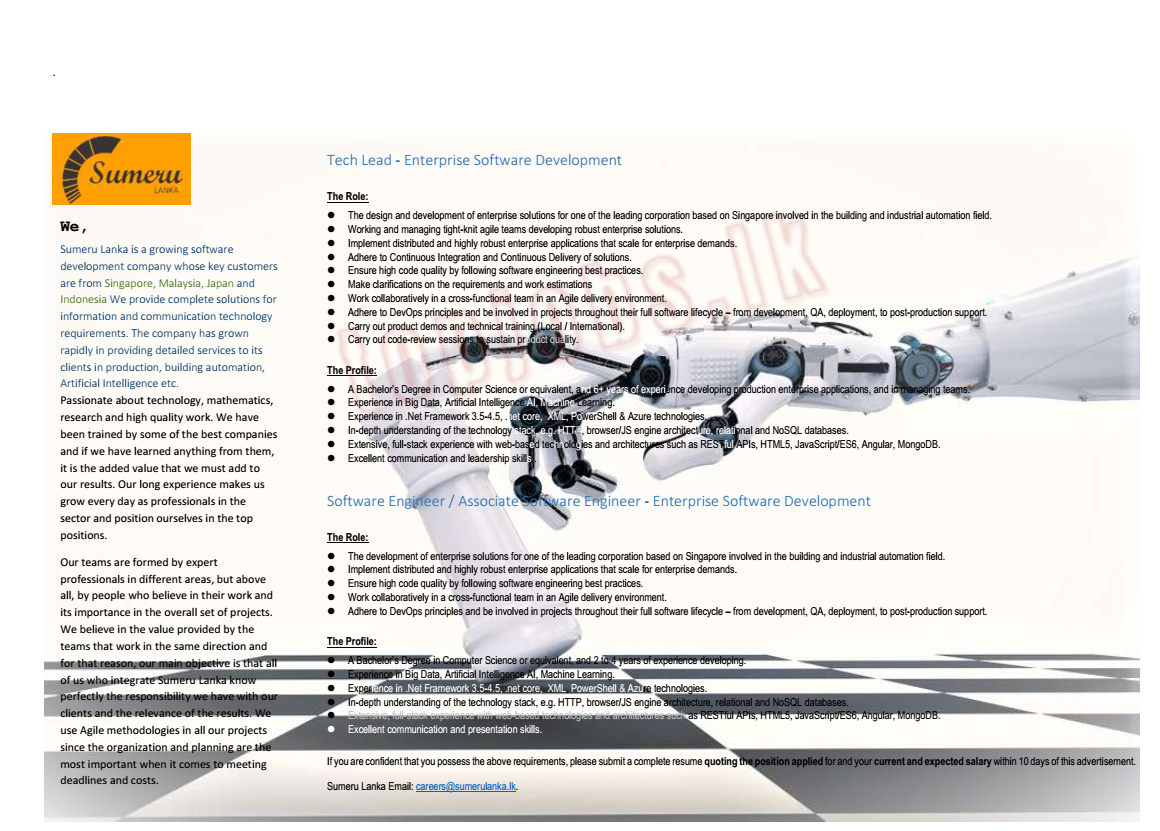 .
Sumeru
LANKA
We,
Sumeru Lanka is a growing software
development company whose key customers
are from Singapore, Malaysia, Japan and
Indonesia We provide complete solutions for
information and communication technology
requirements. The company has grown
rapidly in providing detailed services to its
clients in production, building automation,
Artificial Intelligence etc.
Passionate about technology, mathematics,
research and high quality work. We have
been trained by some of the best companies
and if we have learned anything from them,
it is the added value that we must add to
our results. Our long experience makes us
grow every day as professionals in the
sector and position ourselves in the top
positions.
Our teams are formed by expert
professionals in different areas, but above
all, by people who believe in their work and
its importance in the overall set of projects.
We believe in the value provided by the
teams that work in the same direction and
for that reason, our main objective is that all
of us who integrate Sumeru Lanka know
perfectly the responsibility we have with our
clients and the relevance of the results. We
use Agile methodologies in all our projects
since the organization and planning are the
most important when it comes to meeting
deadlines and costs.
Tech Lead - Enterprise Software Development
The Role:
● The design and development of enterprise solutions for one of the leading corporation based on Singapore involved in the building and industrial automation field.
● Working and managing tight-knit agile teams developing robust enterprise solutions.
● Implement distributed and highly robust enterprise applications that scale for enterprise demands.
● Adhere to Continuous Integration and Continuous Delivery of solutions.
● Ensure high code quality by following software engineering best practices.
● Make clarifications on the requirements and work estimations
● Work collaboratively in a cross-functional team in an Agile delivery environment.
● Adhere to DevOps principles and be involved in projects throughout their full software lifecycle – from development, QA, deployment, to post-production support.
● Carry out product demos and technical training (Local / International).
● Carry out code-review sessions to sustain product quality.
The Profile:
● A Bachelor's Degree in Computer Science or equivalent, and 6+ years of experience developing production enterprise applications, and in managing teams.
● Experience in Big Data, Artificial Intelligence AI, Machine Learning.
● Experience in .Net Framework 3.5-4.5, .net core, XML, PowerShell & Azure technologies.
● In-depth understanding of the technology stack, e.g. HTTP, browser/JS engine architecture, relational and NoSQL databases.
● Extensive, full-stack experience with web-based technologies and architectures such as RESTful APIs, HTML5, JavaScript/ES6, Angular, MongoDB.
● Excellent communication and leadership skills.
Software Engineer / Associate Software Engineer - Enterprise Software Development
The Role:
● The development of enterprise solutions for one of the leading corporation based on Singapore involved in the building and industrial automation field.
● Implement distributed and highly robust enterprise applications that scale for enterprise demands.
● Ensure high code quality by following software engineering best practices.
● Work collaboratively in a cross-functional team in an Agile delivery environment.
● Adhere to DevOps principles and be involved in projects throughout their full software lifecycle – from development, QA, deployment, to post-production support.
The Profile:
● A Bachelor's Degree in Computer Science or equivalent, and 2 to 4 years of experience developing.
● Experience in Big Data, Artificial Intelligence AI, Machine Learning.
● Experience in .Net Framework 3.5-4.5, .net core, XML PowerShell & Azure technologies.
● In-depth understanding of the technology stack, e.g. HTTP, browser/JS engine architecture, relational and NoSQL databases.
● Extensive, full-stack experience with web-based technologies and architectures such as RESTful APIs, HTML5, JavaScript/ES6, Angular, MongoDB.
● Excellent communication and presentation skills.
If you are confident that you possess the above requirements, please submit a complete resume quoting the position applied for and your current and expected salary within 10 days of this advertisement.
Sumeru Lanka Email: careers@sumerulanka.lk.